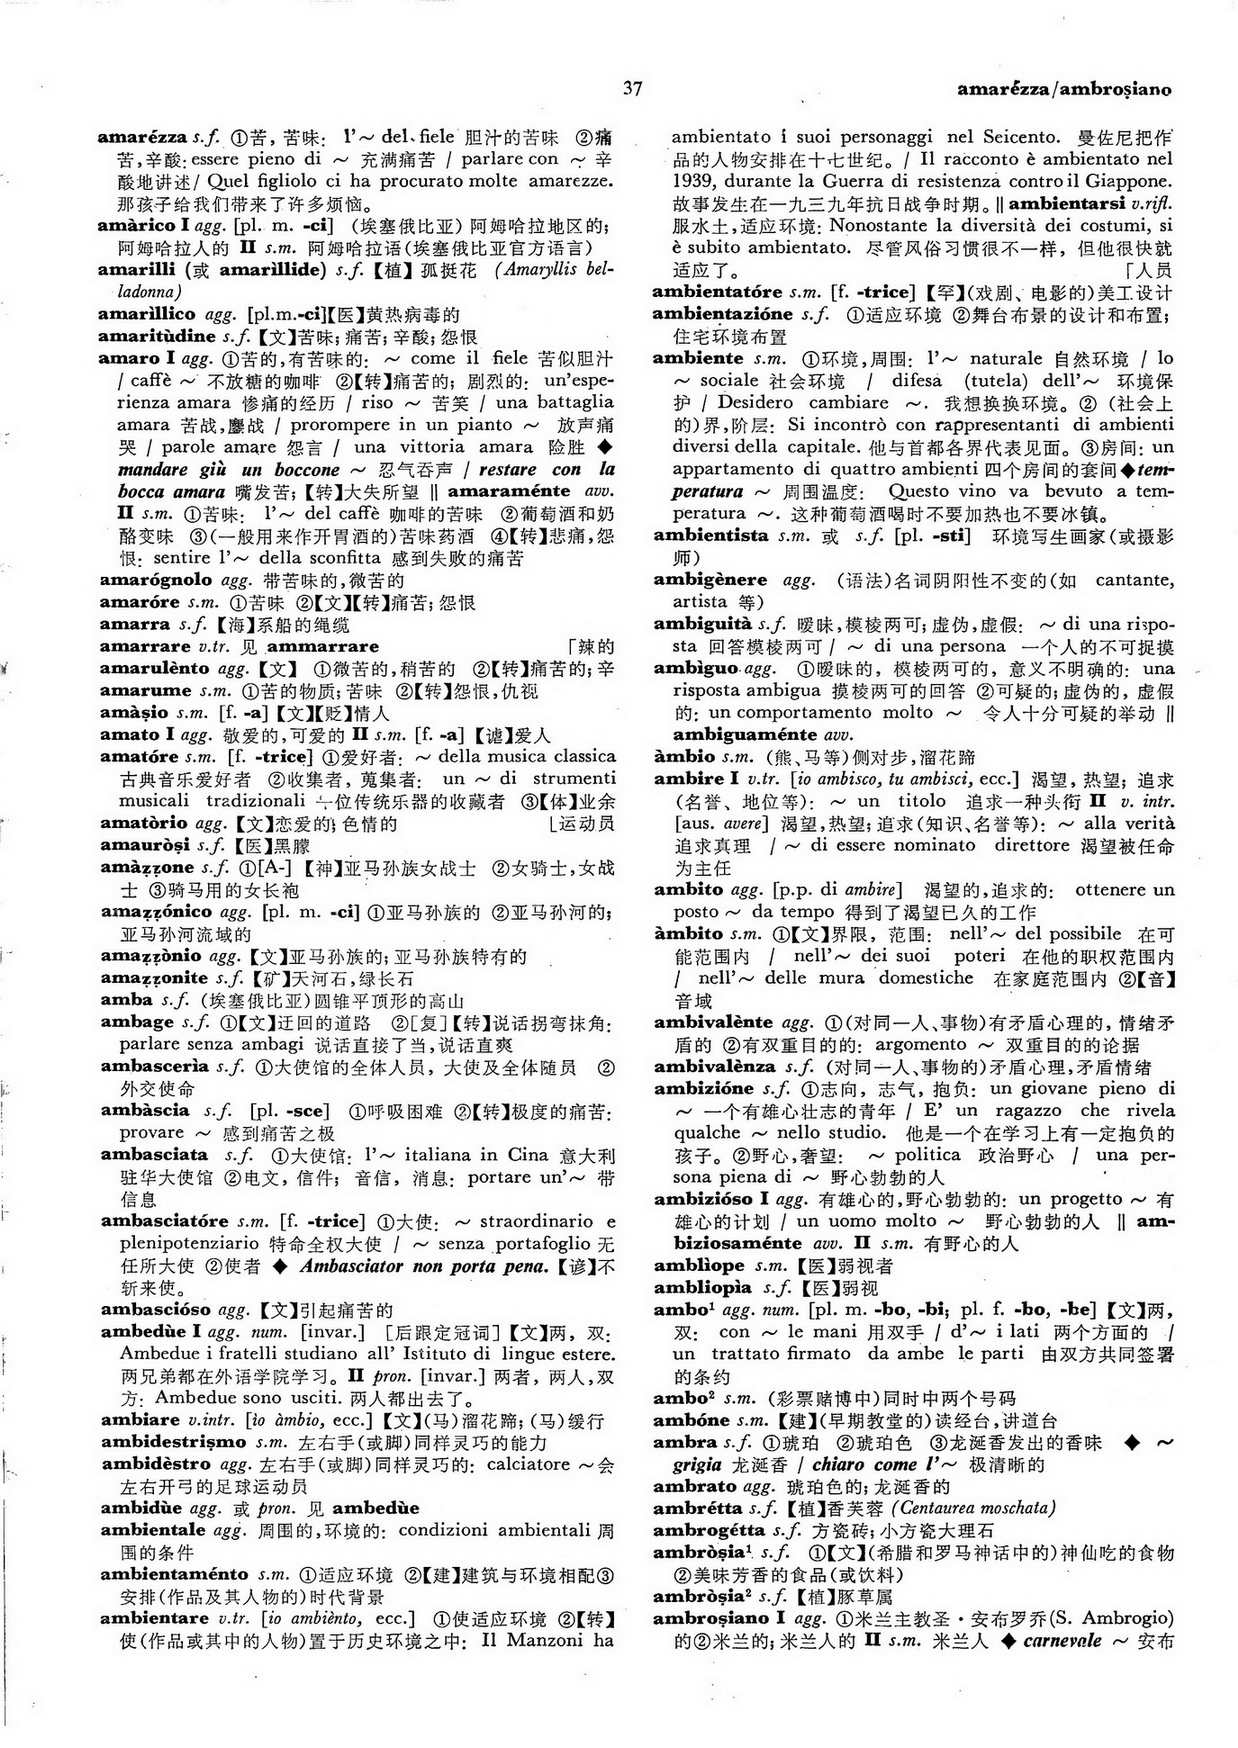 37
amarézza/ambroṣiano
amarézza s.f. ①苦, 苦味: l'~ del fiele 胆汁的苦味 ②痛
苦,辛酸: essere pieno di ~ 充满痛苦 / parlare con ~ 辛
酸地讲述/ Quel figliolo ci ha procurato molte amarezze.
那孩子给我们带来了许多烦恼。
amàrico I agg. [pl. m. -ci] (埃塞俄比亚) 阿姆哈拉地区的;
阿姆哈拉人的 II s.m. 阿姆哈拉语(埃塞俄比亚官方语言)
amarilli (或 amarìllide) s.f.【植】孤挺花 (Amaryllis bel-
ladonna)
amarìllico agg. [pl.m.-ci]【医】黄热病毒的
amaritùdine s.f.【文】苦味; 痛苦; 辛酸; 怨恨
amaro I agg. ①苦的,有苦味的: ~ come il fiele 苦似胆汁
/ caffè ~ 不放糖的咖啡 ②【转】痛苦的; 剧烈的: un'espe-
rienza amara 惨痛的经历 / riso ~ 苦笑 / una battaglia
amara 苦战,鏖战 / prorompere in un pianto ~ 放声痛
哭 / parole amare 怨言 / una vittoria amara 险胜 ◆
mandare giù un boccone ~ 忍气吞声 / restare con la
bocca amara 嘴发苦; 【转】大失所望 ‖ amaraménte avv.
II s.m. ①苦味: l'~ del caffè 咖啡的苦味 ②葡萄酒和奶
酪变味 ③(一般用来作开胃酒的)苦味药酒 ④【转】悲痛,怨
恨: sentire l'~ della sconfitta 感到失败的痛苦
amarógnolo agg. 带苦味的,微苦的
amaróre s.m. ①苦味 ②【文】【转】痛苦; 怨恨
amarra s.f.【海】系船的绳缆
amarrare v.tr. 见 ammarrare 「辣的
amarulènto agg.【文】 ①微苦的,稍苦的 ②【转】痛苦的; 辛
amarume s.m. ①苦的物质; 苦味 ②【转】怨恨,仇视
amàṣio s.m. [f. -a]【文】【贬】情人
amato I agg. 敬爱的,可爱的 II s.m. [f. -a]【谑】爱人
amatóre s.m. [f. -trice] ①爱好者: ~ della musica classica
古典音乐爱好者 ②收集者, 蒐集者: un ~ di strumenti
musicali tradizionali 一位传统乐器的收藏者 ③【体】业余
amatòrio agg.【文】恋爱的; 色情的 ⌊运动员
amauròṣi s.f.【医】黑朦
amàẓẓone s.f. ①[A-] 【神】亚马孙族女战士 ②女骑士,女战
士 ③骑马用的女长袍
amaẓẓónico agg. [pl. m. -ci] ①亚马孙族的 ②亚马孙河的;
亚马孙河流域的
amaẓẓònio agg.【文】亚马孙族的; 亚马孙族特有的
amaẓẓonite s.f.【矿】天河石,绿长石
amba s.f. (埃塞俄比亚)圆锥平顶形的高山
ambage s.f. ①【文】迂回的道路 ②[复]【转】说话拐弯抹角:
parlare senza ambagi 说话直接了当,说话直爽
ambascerìa s.f. ①大使馆的全体人员, 大使及全体随员 ②
外交使命
ambàscia s.f. [pl. -sce] ①呼吸困难 ②【转】极度的痛苦:
provare ~ 感到痛苦之极
ambasciata s.f. ①大使馆: l'~ italiana in Cina 意大利
驻华大使馆 ②电文, 信件; 音信, 消息: portare un'~ 带
信息
ambasciatóre s.m. [f. -trice] ①大使: ~ straordinario e
plenipotenziario 特命全权大使 / ~ senza portafoglio 无
任所大使 ②使者 ◆ Ambasciator non porta pena.【谚】不
斩来使。
ambascióso agg.【文】引起痛苦的
ambedùe I agg. num. [invar.] [后跟定冠词]【文】两, 双:
Ambedue i fratelli studiano all' Istituto di lingue estere.
两兄弟都在外语学院学习。II pron. [invar.] 两者, 两人,双
方: Ambedue sono usciti. 两人都出去了。
ambiare v.intr. [io àmbio, ecc.]【文】(马)溜花蹄; (马)缓行
ambidestrìṣmo s.m. 左右手(或脚)同样灵巧的能力
ambidèstro agg. 左右手(或脚)同样灵巧的: calciatore ~会
左右开弓的足球运动员
ambidùe agg. 或 pron. 见 ambedùe
ambientale agg. 周围的,环境的: condizioni ambientali 周
围的条件
ambientaménto s.m. ①适应环境 ②【建】建筑与环境相配③
安排(作品及其人物的)时代背景
ambientare v.tr. [io ambiènto, ecc.] ①使适应环境 ②【转】
使(作品或其中的人物)置于历史环境之中: Il Manzoni ha
ambientato i suoi personaggi nel Seicento. 曼佐尼把作
品的人物安排在十七世纪。/ Il racconto è ambientato nel
1939, durante la Guerra di resistenza contro il Giappone.
故事发生在一九三九年抗日战争时期。‖ ambientarsi v.rifl.
服水土,适应环境: Nonostante la diversità dei costumi, si
è subito ambientato. 尽管风俗习惯很不一样, 但他很快就
适应了。 「人员
ambientatóre s.m. [f. -trice]【罕】(戏剧、电影的)美工设计
ambientazióne s.f. ①适应环境 ②舞台布景的设计和布置;
住宅环境布置
ambiente s.m. ①环境,周围: l'~ naturale 自然环境 / lo
~ sociale 社会环境 / difesa (tutela) dell'~ 环境保
护 / Desidero cambiare ~. 我想换换环境。② (社会上
的)界,阶层: Si incontrò con rappresentanti di ambienti
diversi della capitale. 他与首都各界代表见面。③房间: un
appartamento di quattro ambienti 四个房间的套间◆tem-
peratura ~ 周围温度: Questo vino va bevuto a tem-
peratura ~. 这种葡萄酒喝时不要加热也不要冰镇。
ambientista s.m. 或 s.f. [pl. -sti] 环境写生画家(或摄影
师)
ambigènere agg. (语法)名词阴阳性不变的(如 cantante,
artista 等)
ambiguità s.f. 暧昧,模棱两可; 虚伪,虚假: ~ di una rispo-
sta 回答模棱两可 / ~ di una persona 一个人的不可捉摸
ambìguo agg. ①暧昧的, 模棱两可的, 意义不明确的: una
risposta ambigua 摸棱两可的回答 ②可疑的; 虚伪的, 虚假
的: un comportamento molto ~ 令人十分可疑的举动 ‖
ambiguaménte avv.
àmbio s.m. (熊、马等)侧对步,溜花蹄
ambire I v.tr. [io ambisco, tu ambisci, ecc.] 渴望, 热望; 追求
(名誉、地位等): ~ un titolo 追求一种头衔 II v. intr.
[aus. avere] 渴望,热望; 追求(知识、名誉等): ~ alla verità
追求真理 / ~ di essere nominato direttore 渴望被任命
为主任
ambito agg. [p.p. di ambire] 渴望的,追求的: ottenere un
posto ~ da tempo 得到了渴望已久的工作
àmbito s.m. ①【文】界限, 范围: nell'~ del possibile 在可
能范围内 / nell'~ dei suoi poteri 在他的职权范围内
/ nell'~ delle mura domestiche 在家庭范围内 ②【音】
音域
ambivalènte agg. ①(对同一人、事物)有矛盾心理的, 情绪矛
盾的 ②有双重目的的: argomento ~ 双重目的的论据
ambivalènza s.f. (对同一人、事物的)矛盾心理,矛盾情绪
ambizióne s.f. ①志向, 志气, 抱负: un giovane pieno di
~ 一个有雄心壮志的青年 / E' un ragazzo che rivela
qualche ~ nello studio. 他是一个在学习上有一定抱负的
孩子。②野心,奢望: ~ politica 政治野心 / una per-
sona piena di ~ 野心勃勃的人
ambizióso I agg. 有雄心的,野心勃勃的: un progetto ~ 有
雄心的计划 / un uomo molto ~ 野心勃勃的人 ‖ am-
biziosaménte avv. II s.m. 有野心的人
amblìope s.m.【医】弱视者
ambliopìa s.f.【医】弱视
ambo¹ agg. num. [pl. m. -bo, -bi; pl. f. -bo, -be]【文】两,
双: con ~ le mani 用双手 / d'~ i lati 两个方面的 /
un trattato firmato da ambe le parti 由双方共同签署
的条约
ambo² s.m. (彩票赌博中)同时中两个号码
ambóne s.m.【建】(早期教堂的)读经台,讲道台
ambra s.f. ①琥珀 ②琥珀色 ③龙涎香发出的香味 ◆ ~
grigia 龙涎香 / chiaro come l'~ 极清晰的
ambrato agg. 琥珀色的; 龙涎香的
ambrétta s.f.【植】香芙蓉 (Centaurea moschata)
ambrogétta s.f. 方瓷砖; 小方瓷大理石
ambròṣia¹ s.f. ①【文】(希腊和罗马神话中的)神仙吃的食物
②美味芳香的食品(或饮料)
ambròṣia² s.f.【植】豚草属
ambroṣiano I agg. ①米兰主教圣·安布罗乔(S. Ambrogio)
的②米兰的; 米兰人的 II s.m. 米兰人 ◆ carnevale ~ 安布